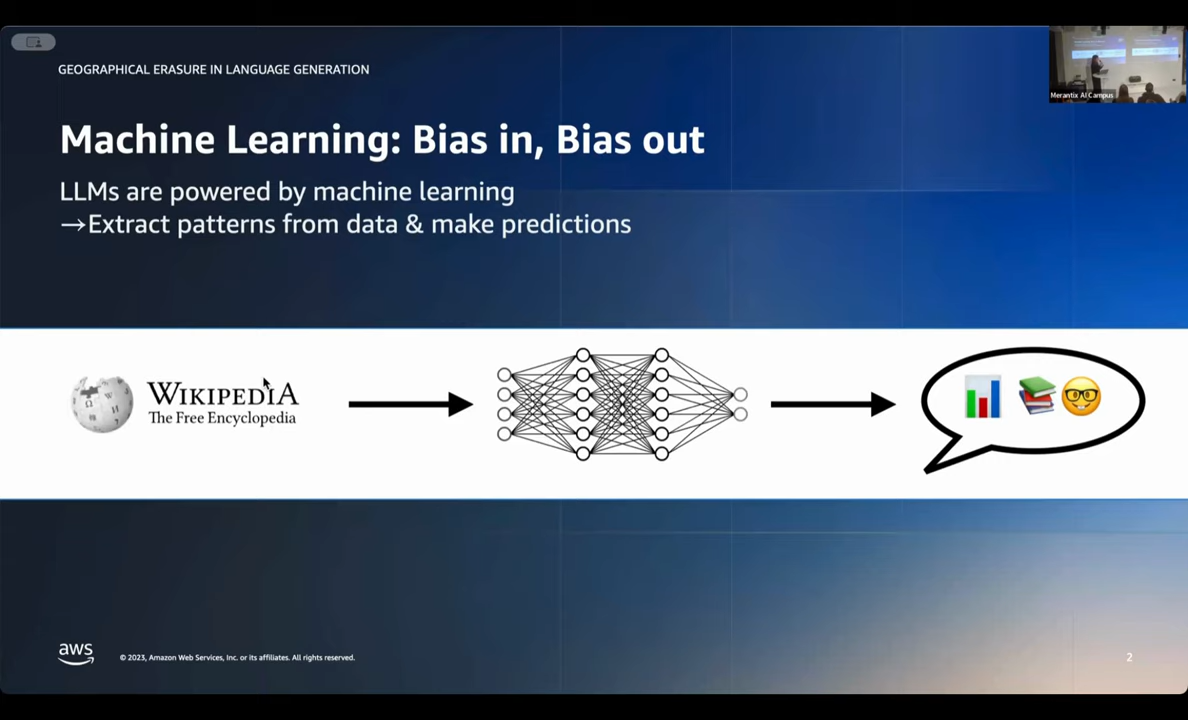 GEOGRAPHICAL ERASURE IN LANGUAGE GENERATION
Merantix AI Campus
Machine Learning: Bias in, Bias out
LLMs are powered by machine learning
→Extract patterns from data & make predictions
WIKIPEDIA
The Free Encyclopedia
aws
© 2023, Amazon Web Services, Inc. or its affiliates. All rights reserved.
2